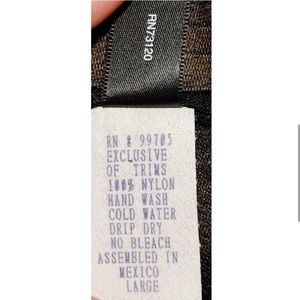 RN73120
RN # 99705
EXCLUSIVE
OF TRIMS
100% NYLON
HAND WASH
COLD WATER
DRIP DRY
NO BLEACH
ASSEMBLED IN
MEXICO
LARGE